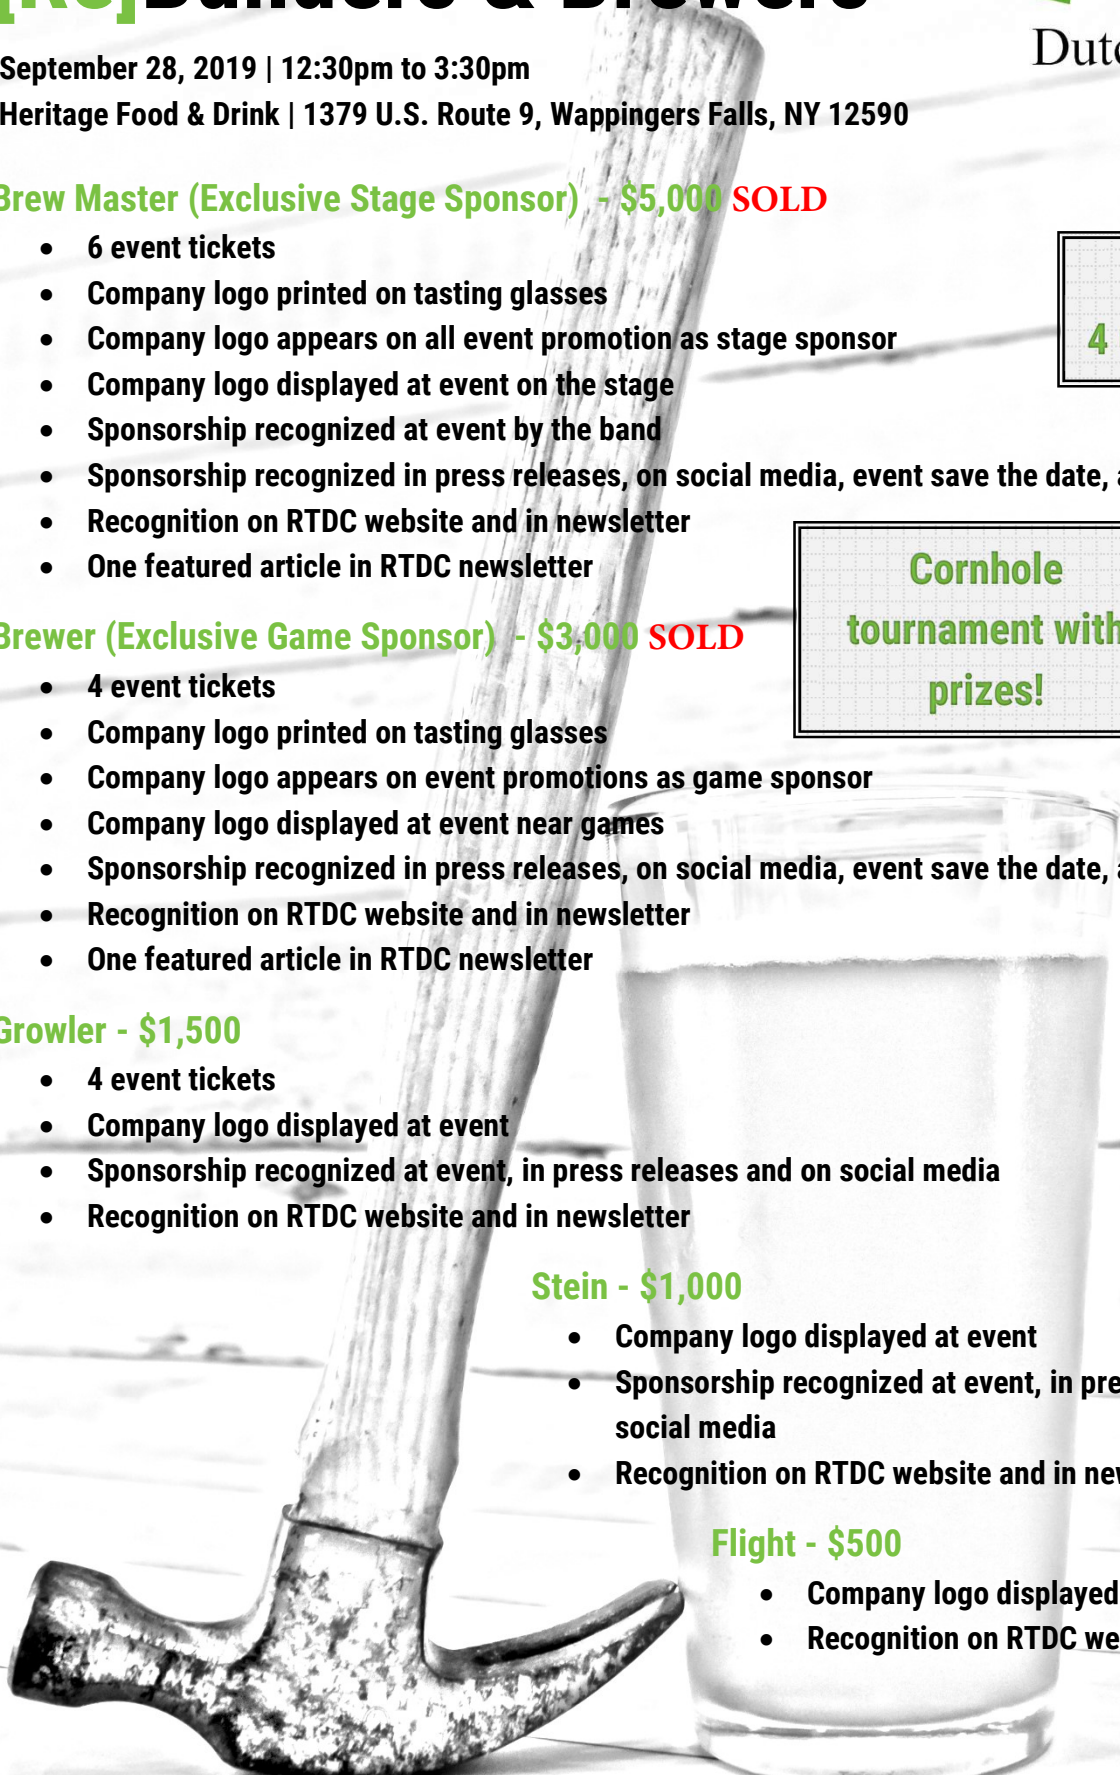 [Re]Builders & Brewers
September 28, 2019 | 12:30pm to 3:30pm
Heritage Food & Drink | 1379 U.S. Route 9, Wappingers Falls, NY 12590
Brew Master (Exclusive Stage Sponsor) - $5,000 SOLD
• 6 event tickets
• Company logo printed on tasting glasses
• Company logo appears on all event promotion as stage sponsor
4
• Company logo displayed at event on the stage
• Sponsorship recognized at event by the band
• Sponsorship recognized in press releases, on social media, event save the date,
• Recognition on RTDC website and in newsletter
• One featured article in RTDC newsletter
Cornhole
tournament with
prizes!
Brewer (Exclusive Game Sponsor) - $3,000 SOLD
• 4 event tickets
• Company logo printed on tasting glasses
• Company logo appears on event promotions as game sponsor
• Company logo displayed at event near games
• Sponsorship recognized in press releases, on social media, event save the date,
• Recognition on RTDC website and in newsletter
• One featured article in RTDC newsletter
Growler - $1,500
• 4 event tickets
• Company logo displayed at event
• Sponsorship recognized at event, in press releases and on social media
• Recognition on RTDC website and in newsletter
Stein - $1,000
• Company logo displayed at event
• Sponsorship recognized at event, in
social media
• Recognition on RTDC website and in
Flight - $500
• Company logo displayed
• Recognition on RTDC